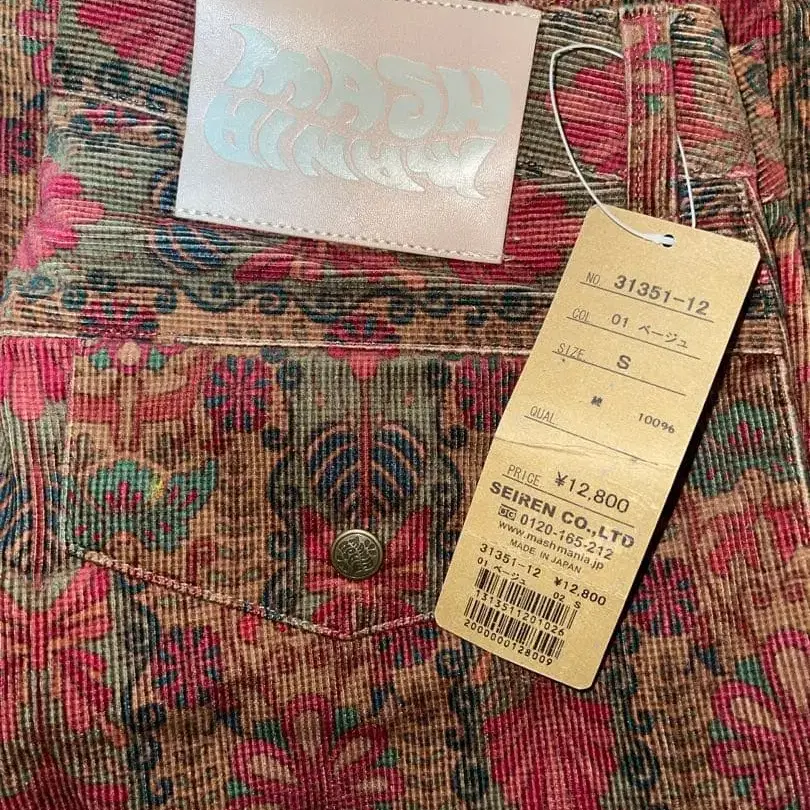 MASH
MANIA
NO. 31351-12
COL 01 ベージュ
SIZE S
綿 100%
QUAL
PRICE ¥12,800
SEIREN CO.,LTD
0120-165-212
www.mashmania.jp
MADE IN JAPAN
31351-12 ¥12,800
01 ベージュ 02 S
1313511201026
2000000128009